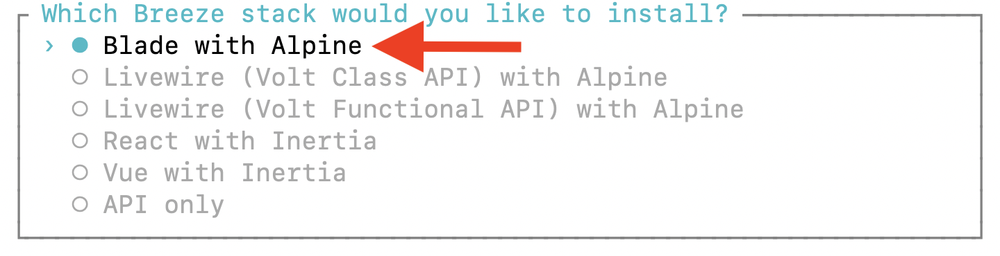 Which Breeze stack would you like to install?
› ● Blade with Alpine
○ Livewire (Volt Class API) with Alpine
○ Livewire (Volt Functional API) with Alpine
○ React with Inertia
○ Vue with Inertia
○ API only